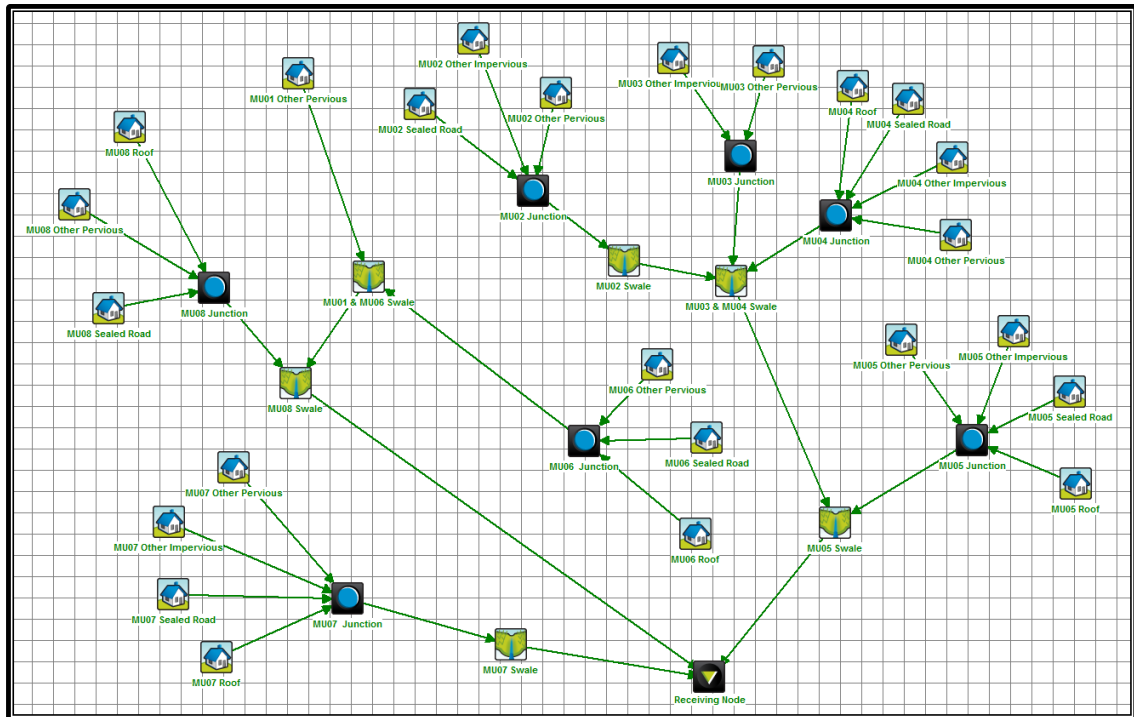 MU02 Other Impervious
MU03 Other Impervious
MU03 Other Pervious
MU01 Other Pervious
MU02 Sealed Road
MU02 Other Pervious
MU04 Roof
MU04 Sealed Road
MU08 Roof
MU03 Junction
MU04 Other Impervious
MU02 Junction
MU08 Other Pervious
MU04 Junction
MU04 Other Pervious
MU08 Junction
MU01 & MU06 Swale
MU02 Swale
MU03 & MU04 Swale
MU08 Sealed Road
MU05 Other Impervious
MU05 Other Pervious
MU06 Other Pervious
MU08 Swale
MU05 Sealed Road
MU06 Junction
MU06 Sealed Road
MU05 Junction
MU07 Other Pervious
MU05 Roof
MU07 Other Impervious
MU05 Swale
MU06 Roof
MU07 Sealed Road
MU07 Junction
MU07 Swale
MU07 Roof
Receiving Node